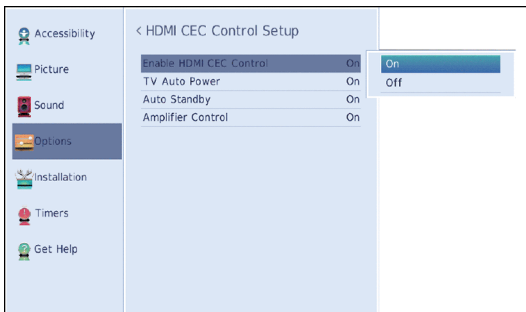 Accessibility
Picture
Sound
Options
Installation
Timers
Get Help
< HDMI CEC Control Setup
Enable HDMI CEC Control On
TV Auto Power On
Auto Standby On
Amplifier Control On
On
Off